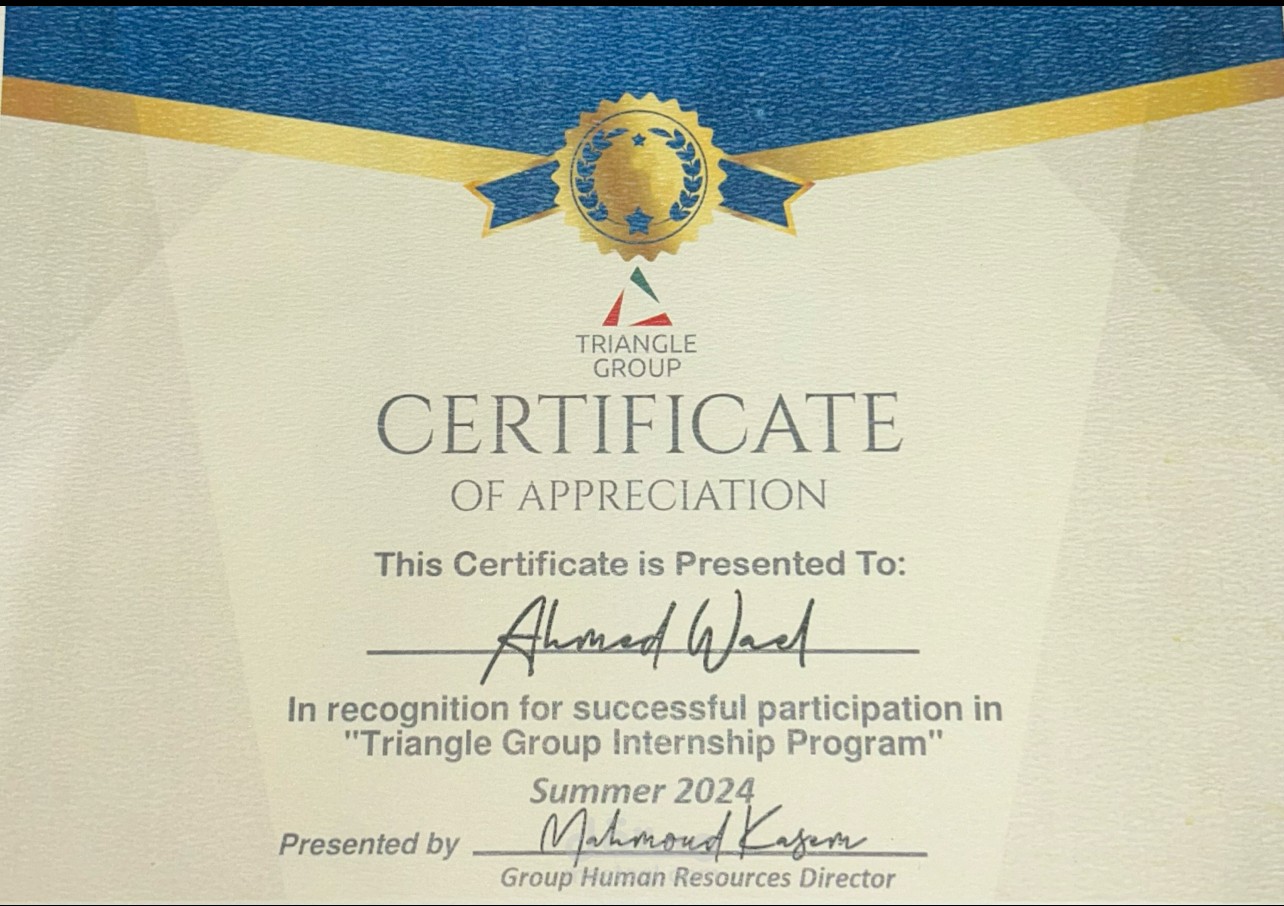 TRIANGLE
GROUP
CERTIFICATE
OF APPRECIATION
This Certificate is Presented To:
Ahmed Wael
In recognition for successful participation in
"Triangle Group Internship Program"
Summer 2024
Presented by Mahmoud Kasem
Group Human Resources Director